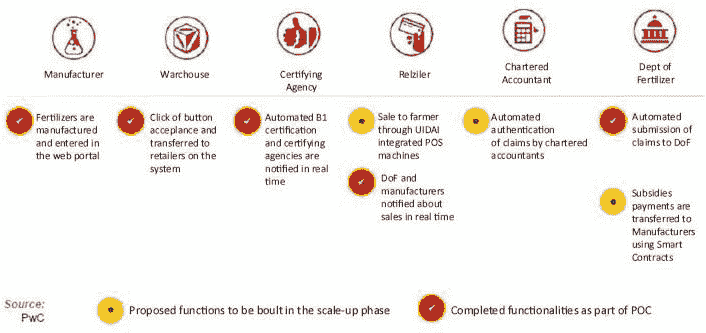 Manufacturer
Warchouse
Certifying
Agency
Relziler
Chartered
Accountant
Dept of
Fertilizer
Fertilizers are
manufactured
and entered in
the web portal
Click of button
acceplance and
transferred to
retailers on the
system
Automated B1
certification
and certifying
agencies are
notified in real
time
Sale to farmer
through UIDAI
integrated POS
machines
DoF and
manufacturers
notified about
sales in real time
Automated
authentication
of claims by chartered
accountants
Automated
submission of
claims to DoF
Subsidies
payments are
transferred to
Manufacturers
using Smart
Contracts
Source:
PwC
Proposed functions to be boult in the scale-up phase
Completed functionalities as part of POC